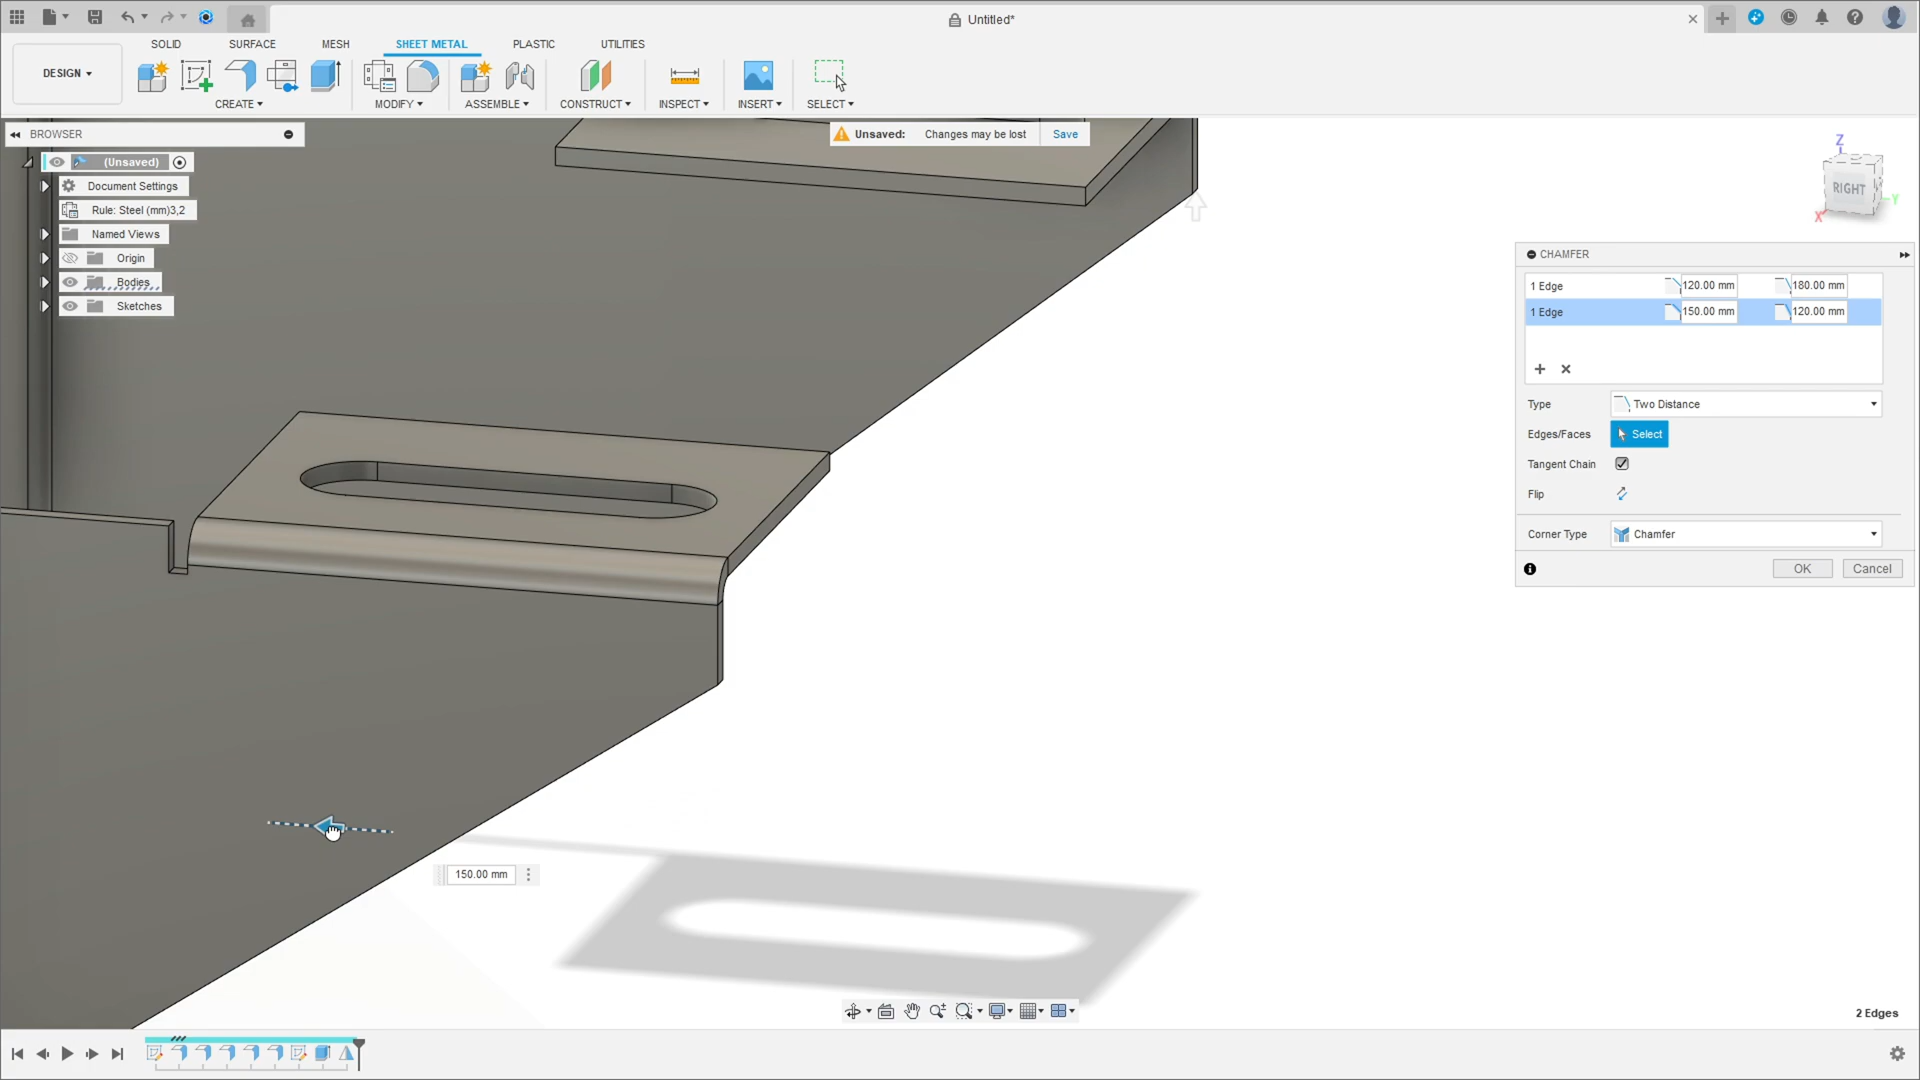 Untitled*
SOLID SURFACE MESH SHEET METAL PLASTIC UTILITIES
DESIGN
CREATE MODIFY ASSEMBLE CONSTRUCT INSPECT INSERT SELECT
BROWSER
Unsaved: Changes may be lost Save
(Unsaved)
Document Settings
Rule: Steel (mm)3,2
Named Views
Origin
Bodies
Sketches
Z
RIGHT
X
Y
CHAMFER
1 Edge 120.00 mm 180.00 mm
1 Edge 150.00 mm 120.00 mm
Type Two Distance
Edges/Faces Select
Tangent Chain
Flip
Corner Type Chamfer
OK Cancel
150.00 mm
2 Edges